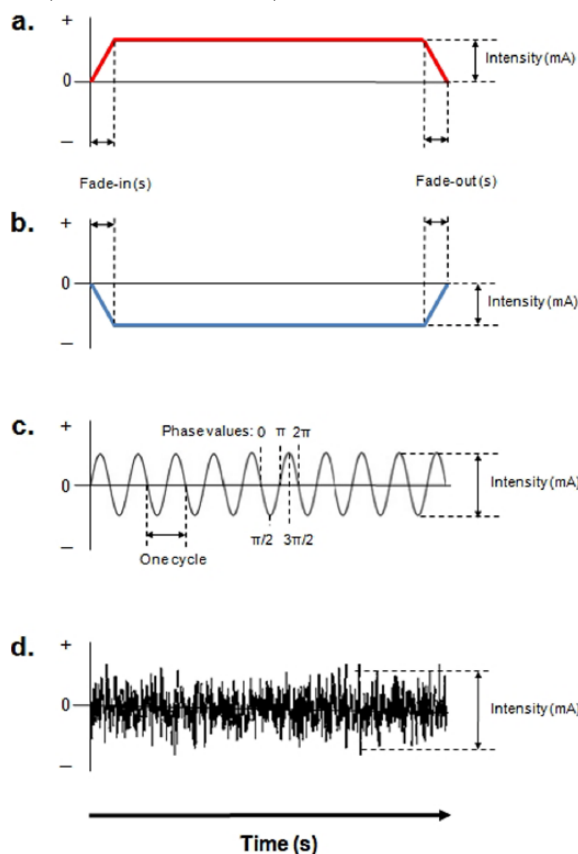 a.
+
0
Intensity (mA)
–
Fade-in (s)
Fade-out (s)
b.
+
0
Intensity (mA)
–
c.
+
Phase values: 0 π 2π
0
Intensity (mA)
–
π/2 3π/2
One cycle
d.
+
0
Intensity (mA)
–
Time (s)